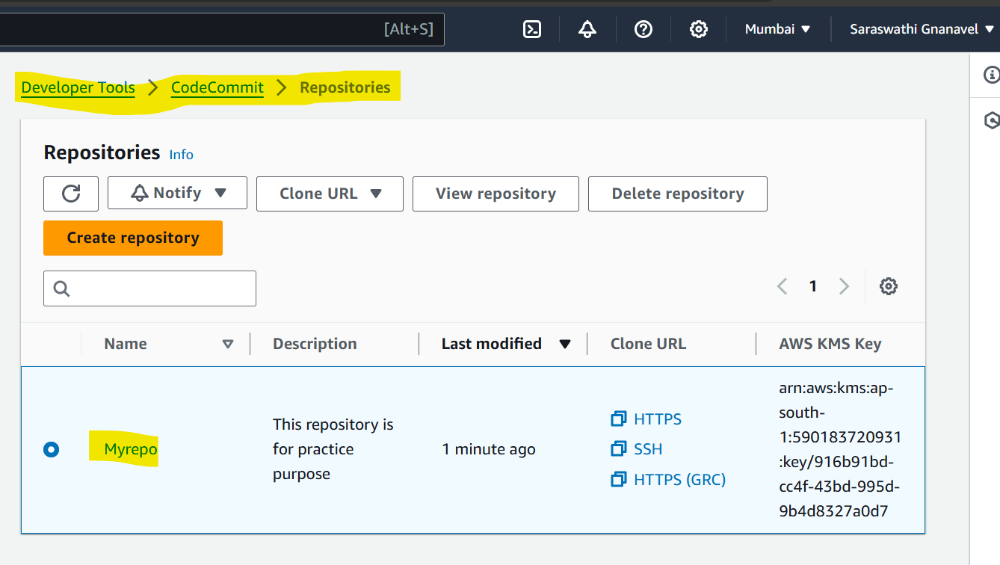 [Alt+S]
Mumbai ▼
Saraswathi Gnanavel ▼
Developer Tools > CodeCommit > Repositories
Repositories Info
Notify ▼
Clone URL ▼
View repository
Delete repository
Create repository
1
Name
Description
Last modified
Clone URL
AWS KMS Key
Myrepo
This repository is
for practice
purpose
1 minute ago
HTTPS
SSH
HTTPS (GRC)
arn:aws:kms:ap-
south-
1:590183720931
:key/916b91bd-
cc4f-43bd-995d-
9b4d8327a0d7